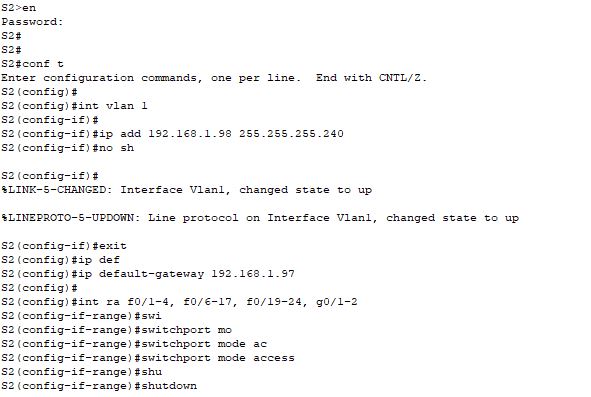 S2>en
Password:
S2#
S2#
S2#conf t
Enter configuration commands, one per line.  End with CNTL/Z.
S2(config)#
S2(config)#int vlan 1
S2(config-if)#
S2(config-if)#ip add 192.168.1.98 255.255.255.240
S2(config-if)#no sh
S2(config-if)#
%LINK-5-CHANGED: Interface Vlan1, changed state to up
%LINEPROTO-5-UPDOWN: Line protocol on Interface Vlan1, changed state to up
S2(config-if)#exit
S2(config)#ip def
S2(config)#ip default-gateway 192.168.1.97
S2(config)#
S2(config)#int ra f0/1-4, f0/6-17, f0/19-24, g0/1-2
S2(config-if-range)#swi
S2(config-if-range)#switchport mo
S2(config-if-range)#switchport mode ac
S2(config-if-range)#switchport mode access
S2(config-if-range)#shu
S2(config-if-range)#shutdown